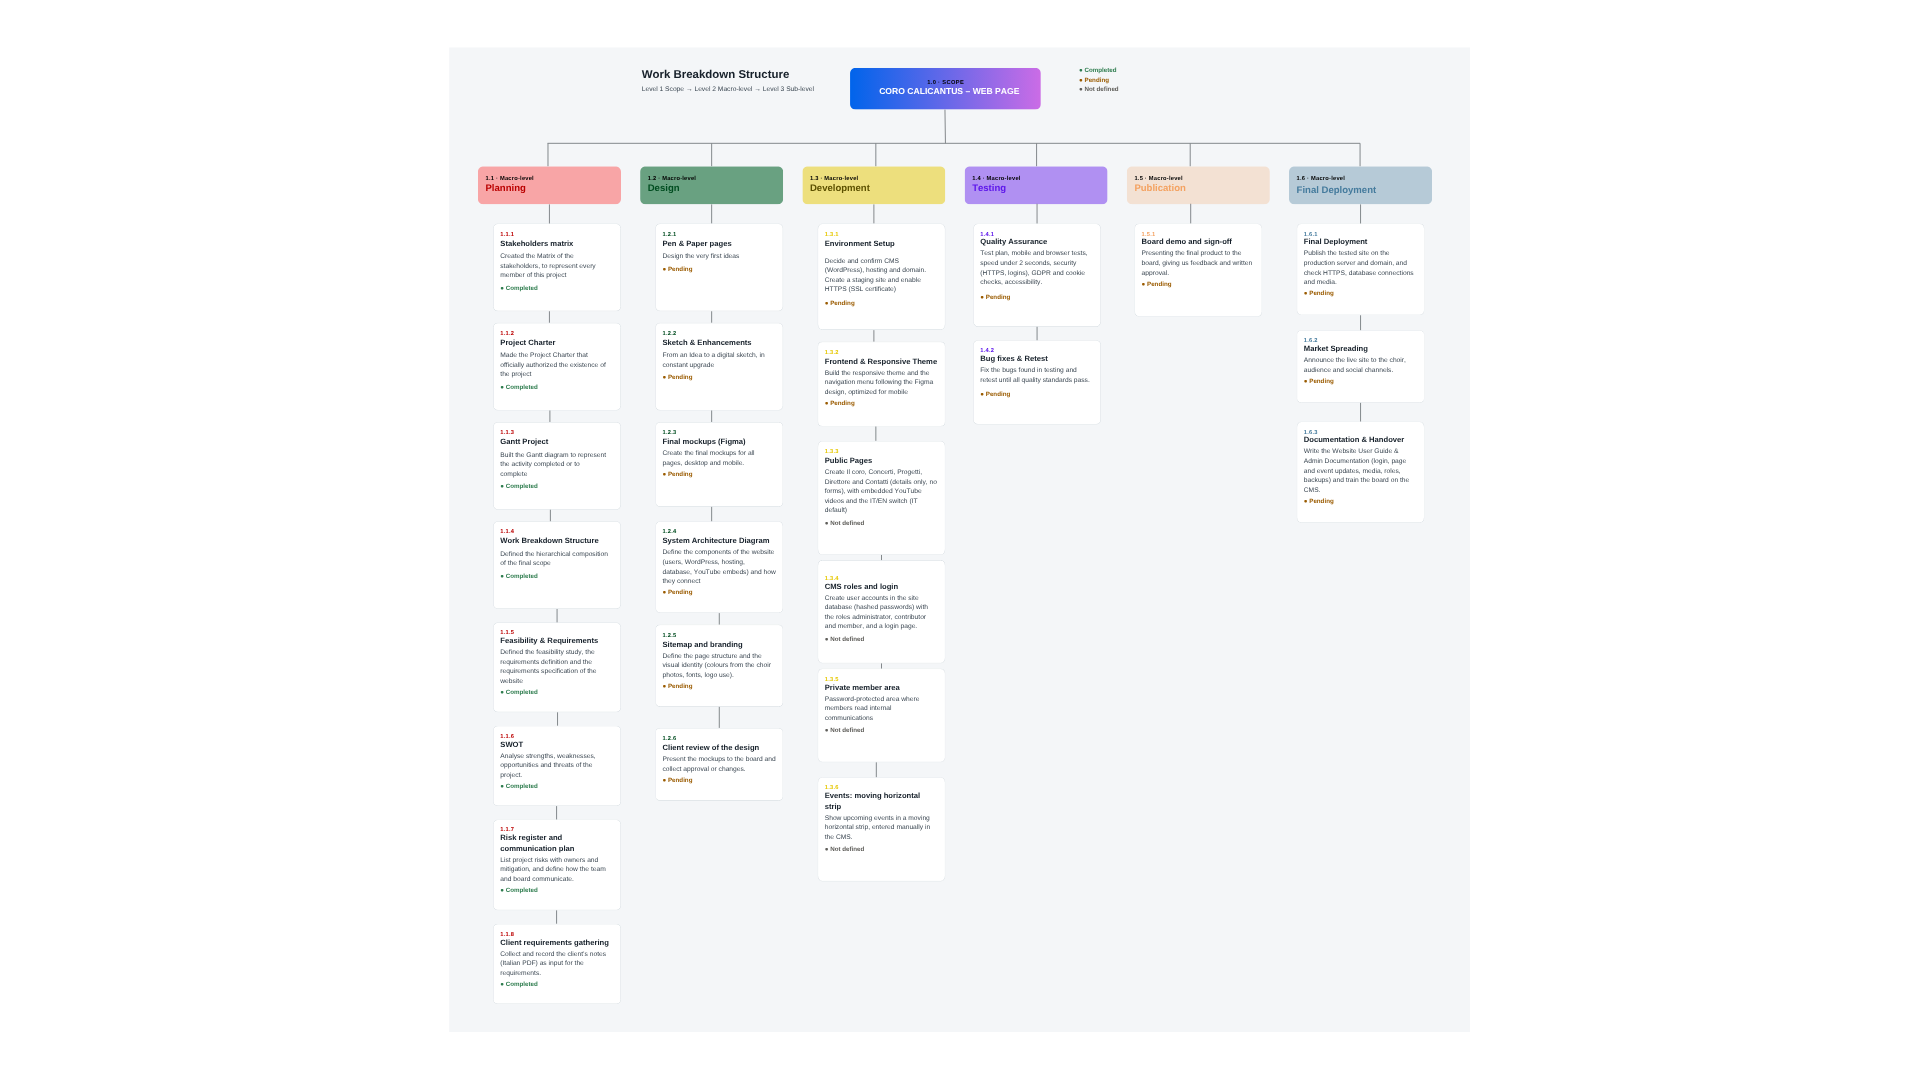 Work Breakdown Structure
Level 1 Scope → Level 2 Macro-level → Level 3 Sub-level
1.0 · SCOPE
CORO CALICANTUS – WEB PAGE
● Completed
● Pending
● Not defined
1.1 · Macro-level
Planning
1.1.1
Stakeholders matrix
Created the Matrix of the
stakeholders, to represent every
member of this project
● Completed
1.1.2
Project Charter
Made the Project Charter that
officially authorized the existence of
the project
● Completed
1.1.3
Gantt Project
Built the Gantt diagram to represent
the activity completed or to
complete
● Completed
1.1.4
Work Breakdown Structure
Defined the hierarchical composition
of the final scope
● Completed
1.1.5
Feasibility & Requirements
Defined the feasibility study, the
requirements definition and the
requirements specification of the
website
● Completed
1.1.6
SWOT
Analyse strengths, weaknesses,
opportunities and threats of the
project.
● Completed
1.1.7
Risk register and
communication plan
List project risks with owners and
mitigation, and define how the team
and board communicate.
● Completed
1.1.8
Client requirements gathering
Collect and record the client's notes
(Italian PDF) as input for the
requirements.
● Completed
1.2 · Macro-level
Design
1.2.1
Pen & Paper pages
Design the very first ideas
● Pending
1.2.2
Sketch & Enhancements
From an Idea to a digital sketch, in
constant upgrade
● Pending
1.2.3
Final mockups (Figma)
Create the final mockups for all
pages, desktop and mobile.
● Pending
1.2.4
System Architecture Diagram
Define the components of the website
(users, WordPress, hosting,
database, YouTube embeds) and how
they connect
● Pending
1.2.5
Sitemap and branding
Define the page structure and the
visual identity (colours from the choir
photos, fonts, logo use).
● Pending
1.2.6
Client review of the design
Present the mockups to the board and
collect approval or changes.
● Pending
1.3 · Macro-level
Development
1.3.1
Environment Setup
Decide and confirm CMS
(WordPress), hosting and domain.
Create a staging site and enable
HTTPS (SSL certificate)
● Pending
1.3.2
Frontend & Responsive Theme
Build the responsive theme and the
navigation menu following the Figma
design, optimized for mobile
● Pending
1.3.3
Public Pages
Create Il coro, Concerti, Progetti,
Direttore and Contatti (details only, no
forms), with embedded YouTube
videos and the IT/EN switch (IT
default)
● Not defined
1.3.4
CMS roles and login
Create user accounts in the site
database (hashed passwords) with
the roles administrator, contributor
and member, and a login page.
● Not defined
1.3.5
Private member area
Password-protected area where
members read internal
communications
● Not defined
1.3.6
Events: moving horizontal
strip
Show upcoming events in a moving
horizontal strip, entered manually in
the CMS.
● Not defined
1.4 · Macro-level
Testing
1.4.1
Quality Assurance
Test plan, mobile and browser tests,
speed under 2 seconds, security
(HTTPS, logins), GDPR and cookie
checks, accessibility.
● Pending
1.4.2
Bug fixes & Retest
Fix the bugs found in testing and
retest until all quality standards pass.
● Pending
1.5 · Macro-level
Publication
1.5.1
Board demo and sign-off
Presenting the final product to the
board, giving us feedback and written
approval.
● Pending
1.6 · Macro-level
Final Deployment
1.6.1
Final Deployment
Publish the tested site on the
production server and domain, and
check HTTPS, database connections
and media.
● Pending
1.6.2
Market Spreading
Announce the live site to the choir,
audience and social channels.
● Pending
1.6.3
Documentation & Handover
Write the Website User Guide &
Admin Documentation (login, page
and event updates, media, roles,
backups) and train the board on the
CMS.
● Pending